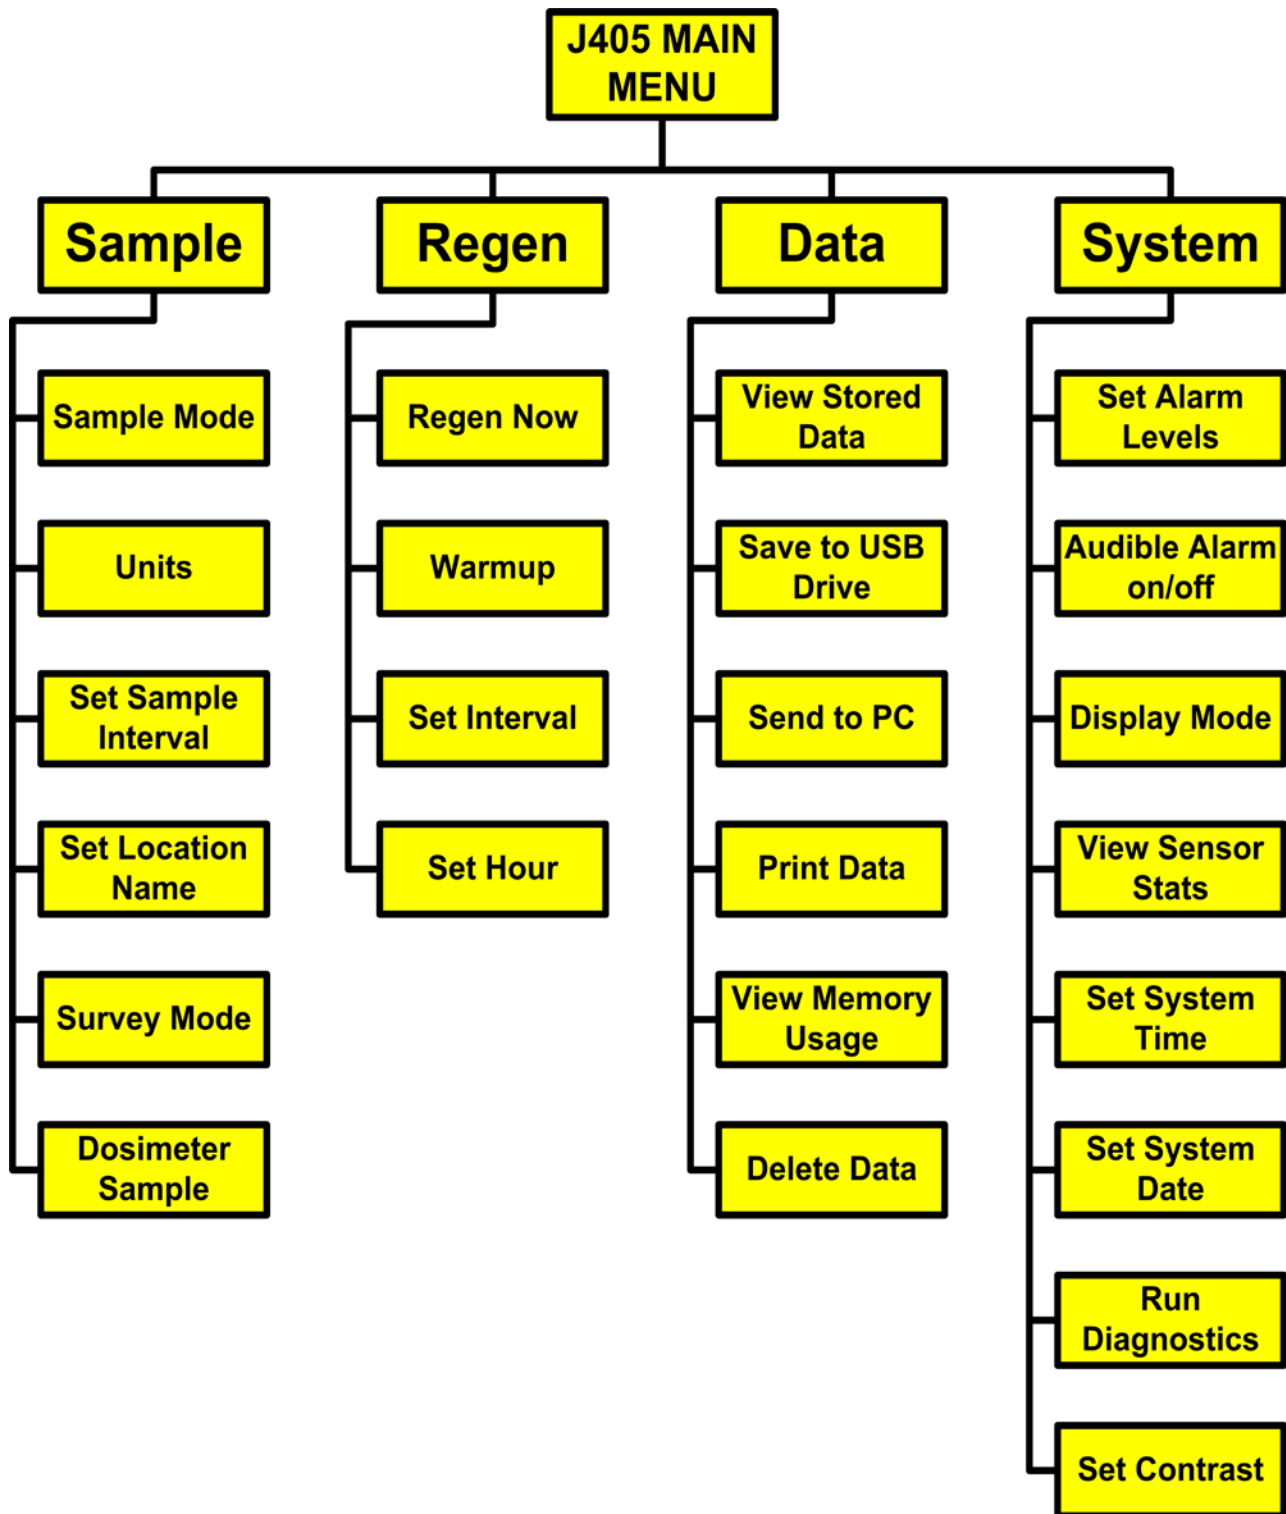 J405 MAIN
MENU
Sample
Regen
Data
System
Sample Mode
Units
Set Sample
Interval
Set Location
Name
Survey Mode
Dosimeter
Sample
Regen Now
Warmup
Set Interval
Set Hour
View Stored
Data
Save to USB
Drive
Send to PC
Print Data
View Memory
Usage
Delete Data
Set Alarm
Levels
Audible Alarm
on/off
Display Mode
View Sensor
Stats
Set System
Time
Set System
Date
Run
Diagnostics
Set Contrast